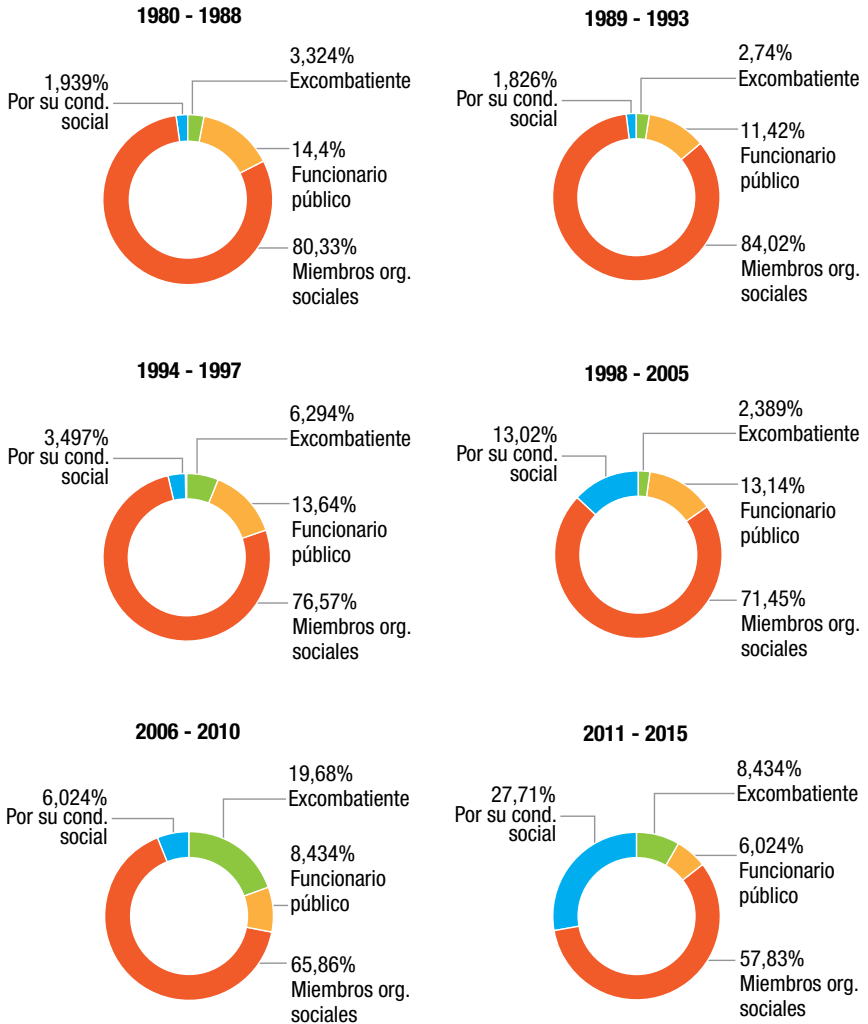 1980 - 1988
3,324%
Excombatiente
1,939%
Por su cond.
social
14,4%
Funcionario
público
80,33%
Miembros org.
sociales
1989 - 1993
2,74%
Excombatiente
1,826%
Por su cond.
social
11,42%
Funcionario
público
84,02%
Miembros org.
sociales
1994 - 1997
6,294%
Excombatiente
3,497%
Por su cond.
social
13,64%
Funcionario
público
76,57%
Miembros org.
sociales
1998 - 2005
2,389%
Excombatiente
13,02%
Por su cond.
social
13,14%
Funcionario
público
71,45%
Miembros org.
sociales
2006 - 2010
19,68%
Excombatiente
6,024%
Por su cond.
social
8,434%
Funcionario
público
65,86%
Miembros org.
sociales
2011 - 2015
8,434%
Excombatiente
27,71%
Por su cond.
social
6,024%
Funcionario
público
57,83%
Miembros org.
sociales